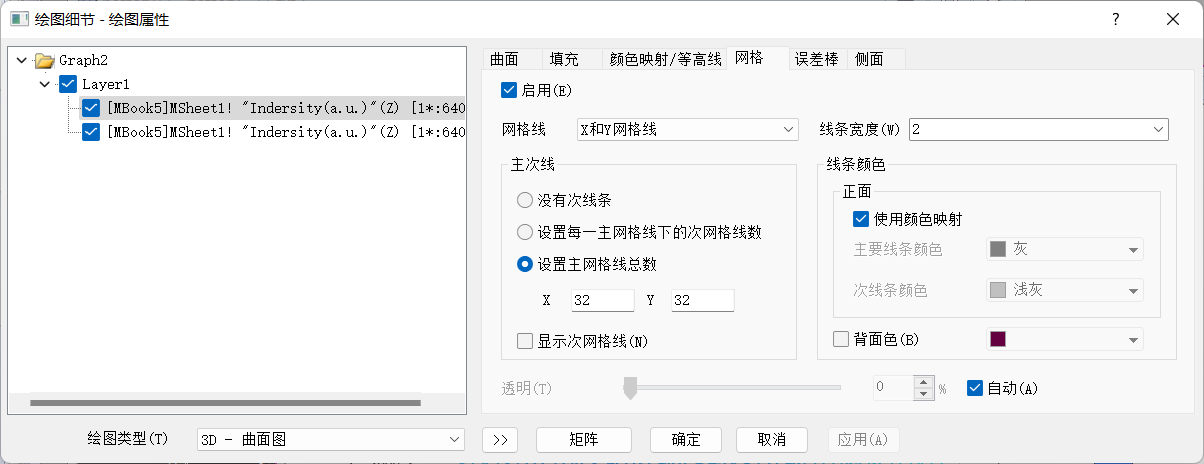 绘图细节 - 绘图属性
?
Graph2
Layer1
[MBook5]MSheet1! "Indersity(a.u.)"(Z) [1*:640
[MBook5]MSheet1! "Indersity(a.u.)"(Z) [1*:640
曲面 填充 颜色映射/等高线 网格 误差棒 侧面
启用(E)
网格线 X和Y网格线 线条宽度(W) 2
主次线
没有次线条
设置每一主网格线下的次网格线数
设置主网格线总数
X 32 Y 32
显示次网格线(N)
线条颜色
正面
使用颜色映射
主要线条颜色 灰
次线条颜色 浅灰
背面色(B)
透明(T) 0 % 自动(A)
绘图类型(T) 3D - 曲面图 >> 矩阵 确定 取消 应用(A)